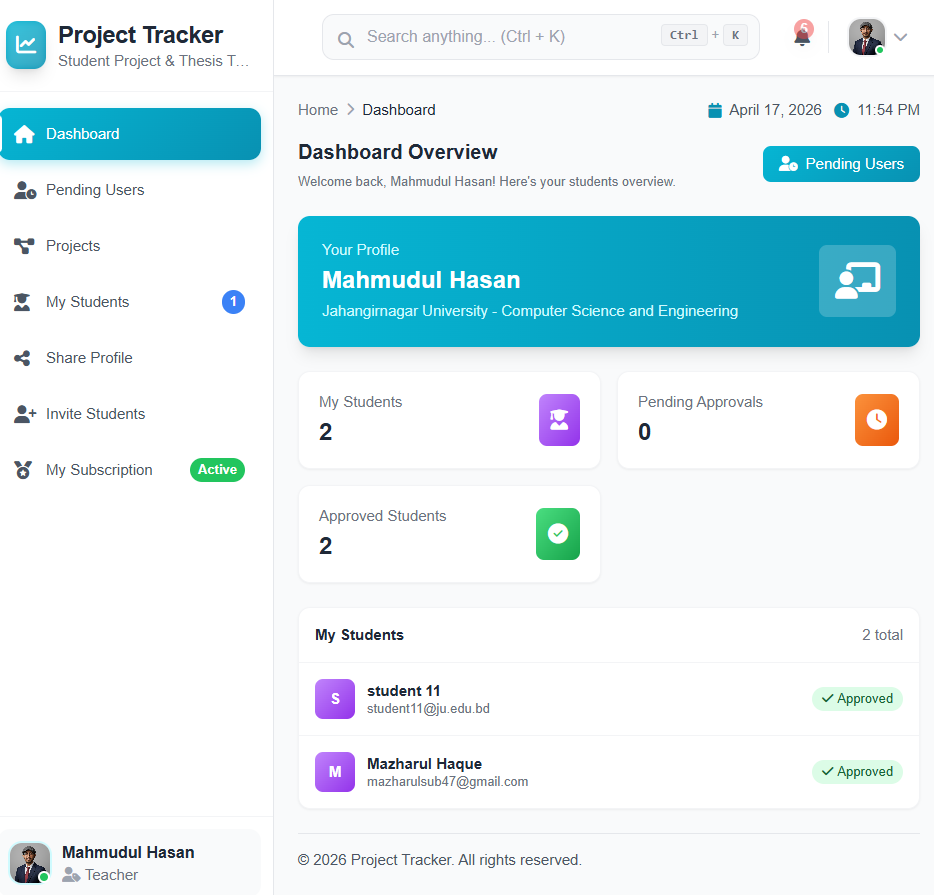 Project Tracker
Student Project & Thesis T...
Search anything... (Ctrl + K)
Ctrl + K
6
Dashboard
Pending Users
Projects
My Students
1
Share Profile
Invite Students
My Subscription
Active
Mahmudul Hasan
Teacher
Home
Dashboard
April 17, 2026
11:54 PM
Dashboard Overview
Welcome back, Mahmudul Hasan! Here's your students overview.
Pending Users
Your Profile
Mahmudul Hasan
Jahangirnagar University - Computer Science and Engineering
My Students
2
Pending Approvals
0
Approved Students
2
My Students
2 total
S
student 11
student11@ju.edu.bd
Approved
M
Mazharul Haque
mazharulsub47@gmail.com
Approved
© 2026 Project Tracker. All rights reserved.